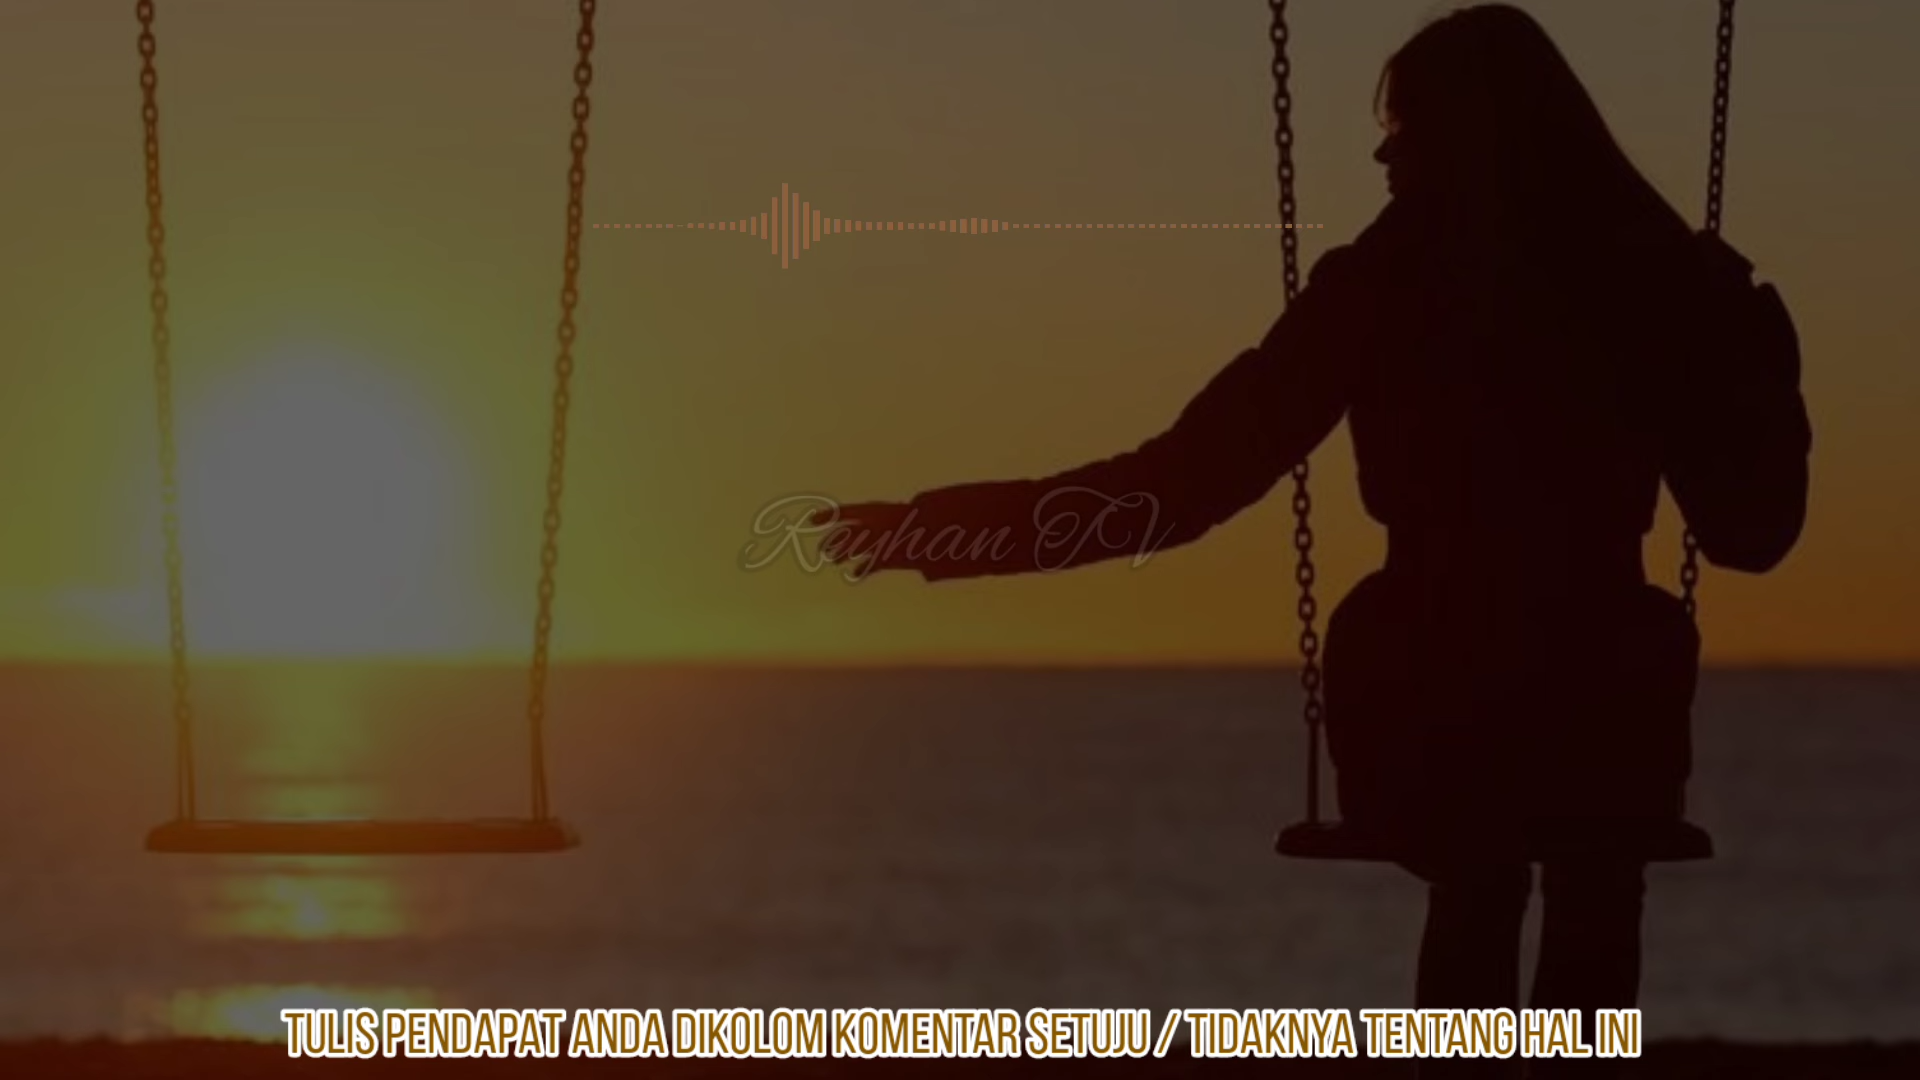 Reyhan TV
TULIS PENDAPAT ANDA DIKOLOM KOMENTAR SETUJU / TIDAKNYA TENTANG HAL INI